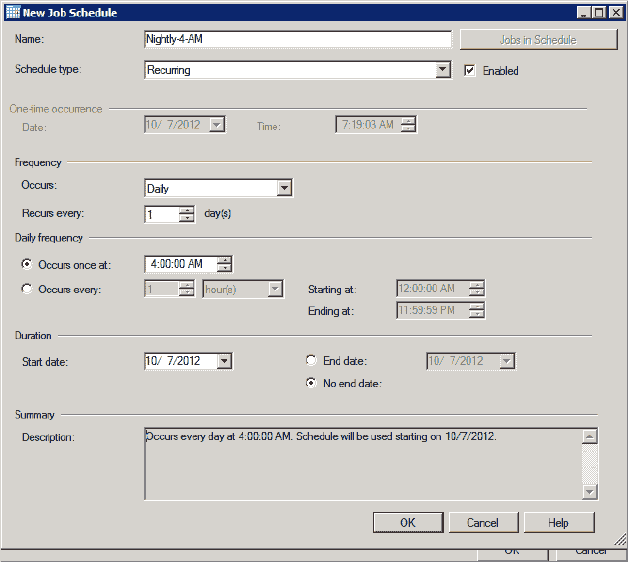 New Job Schedule
Name: Nightly-4-AM Jobs in Schedule
Schedule type: Recurring Enabled
One-time occurrence
Date: 10/ 7/2012 Time: 7:19:03 AM
Frequency
Occurs: Daily
Recurs every: 1 day(s)
Daily frequency
Occurs once at: 4:00:00 AM
Occurs every: 1 hour(s) Starting at: 12:00:00 AM
Ending at: 11:59:59 PM
Duration
Start date: 10/ 7/2012 End date: 10/ 7/2012
No end date:
Summary
Description: Occurs every day at 4:00:00 AM. Schedule will be used starting on 10/7/2012.
OK Cancel Help
OK Cancel